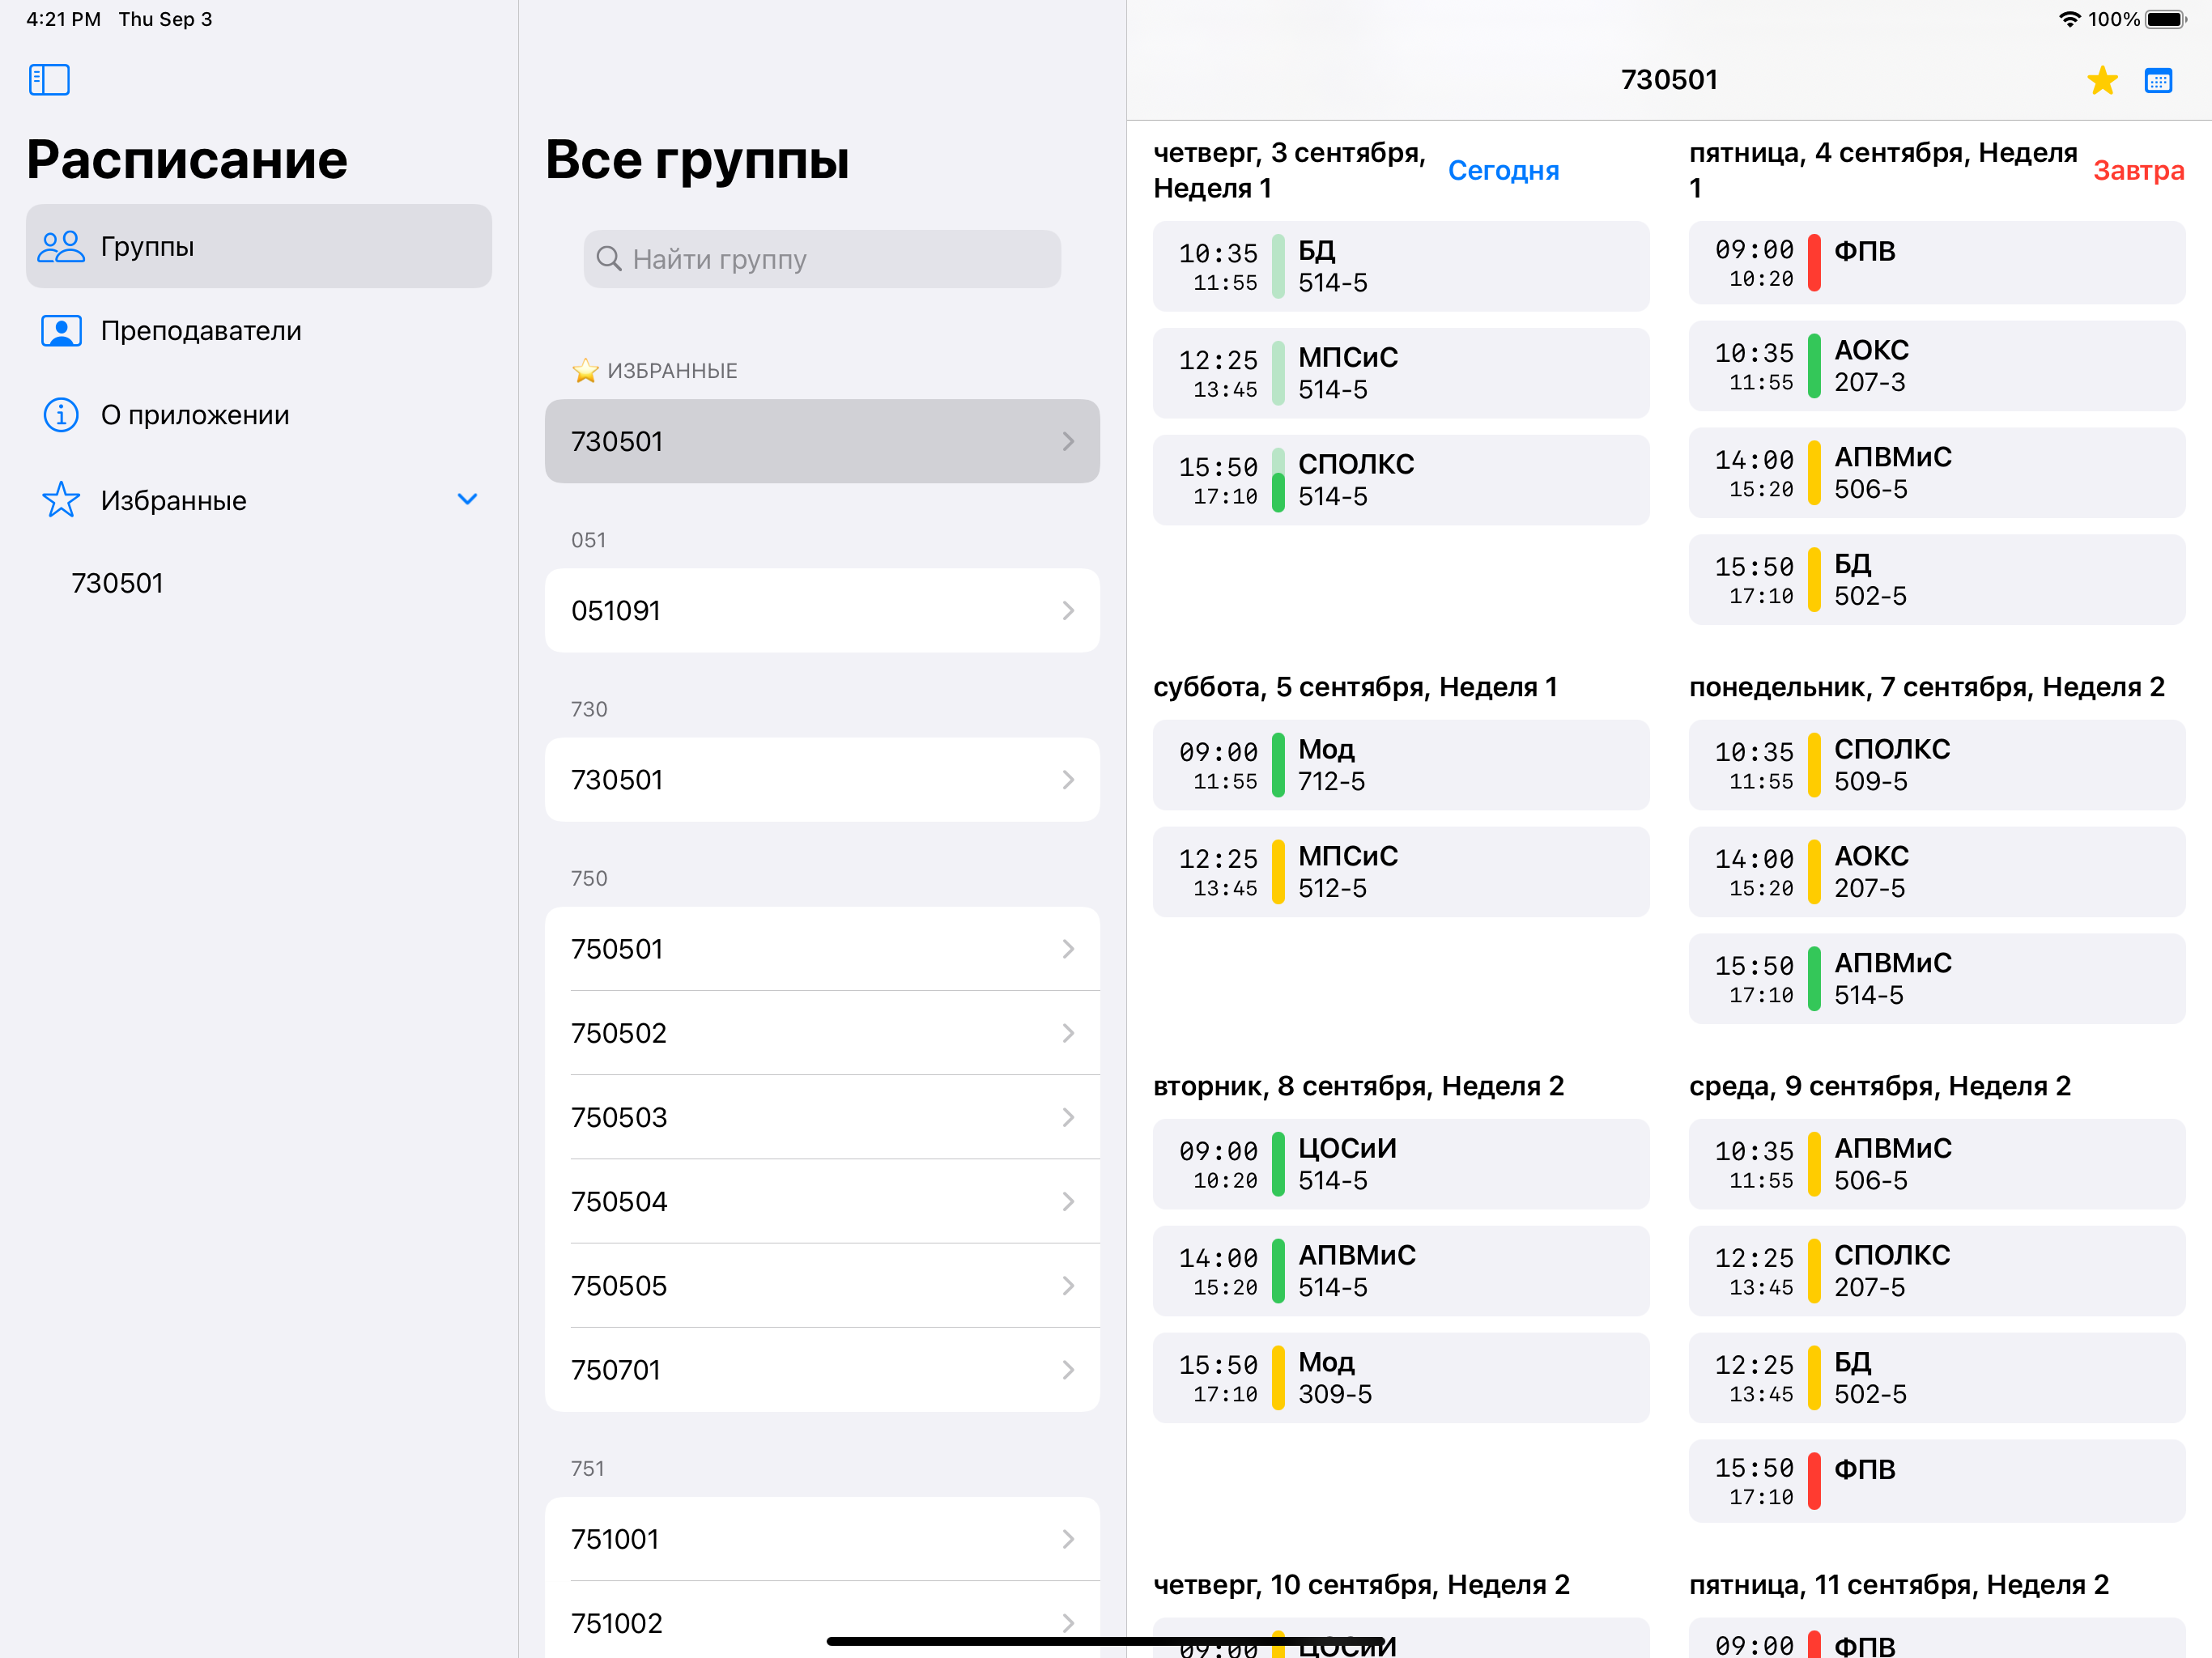 4:21 PM Thu Sep 3
100%
Расписание
Группы
Преподаватели
О приложении
Избранные
730501
Все группы
Найти группу
ИЗБРАННЫЕ
730501
051
051091
730
730501
750
750501
750502
750503
750504
750505
750701
751
751001
751002
730501
четверг, 3 сентября,
Неделя 1
Сегодня
10:35
11:55
БД
514-5
12:25
13:45
МПСиС
514-5
15:50
17:10
СПОЛКС
514-5
пятница, 4 сентября, Неделя
1
Завтра
09:00
10:20
ФПВ
10:35
11:55
АОКС
207-3
14:00
15:20
АПВМиС
506-5
15:50
17:10
БД
502-5
суббота, 5 сентября, Неделя 1
09:00
11:55
Мод
712-5
12:25
13:45
МПСиС
512-5
понедельник, 7 сентября, Неделя 2
10:35
11:55
СПОЛКС
509-5
14:00
15:20
АОКС
207-5
15:50
17:10
АПВМиС
514-5
вторник, 8 сентября, Неделя 2
09:00
10:20
ЦОСиИ
514-5
14:00
15:20
АПВМиС
514-5
15:50
17:10
Мод
309-5
среда, 9 сентября, Неделя 2
10:35
11:55
АПВМиС
506-5
12:25
13:45
СПОЛКС
207-5
12:25
13:45
БД
502-5
15:50
17:10
ФПВ
четверг, 10 сентября, Неделя 2
09:00
ЦОСиИ
пятница, 11 сентября, Неделя 2
09:00
ФПВ